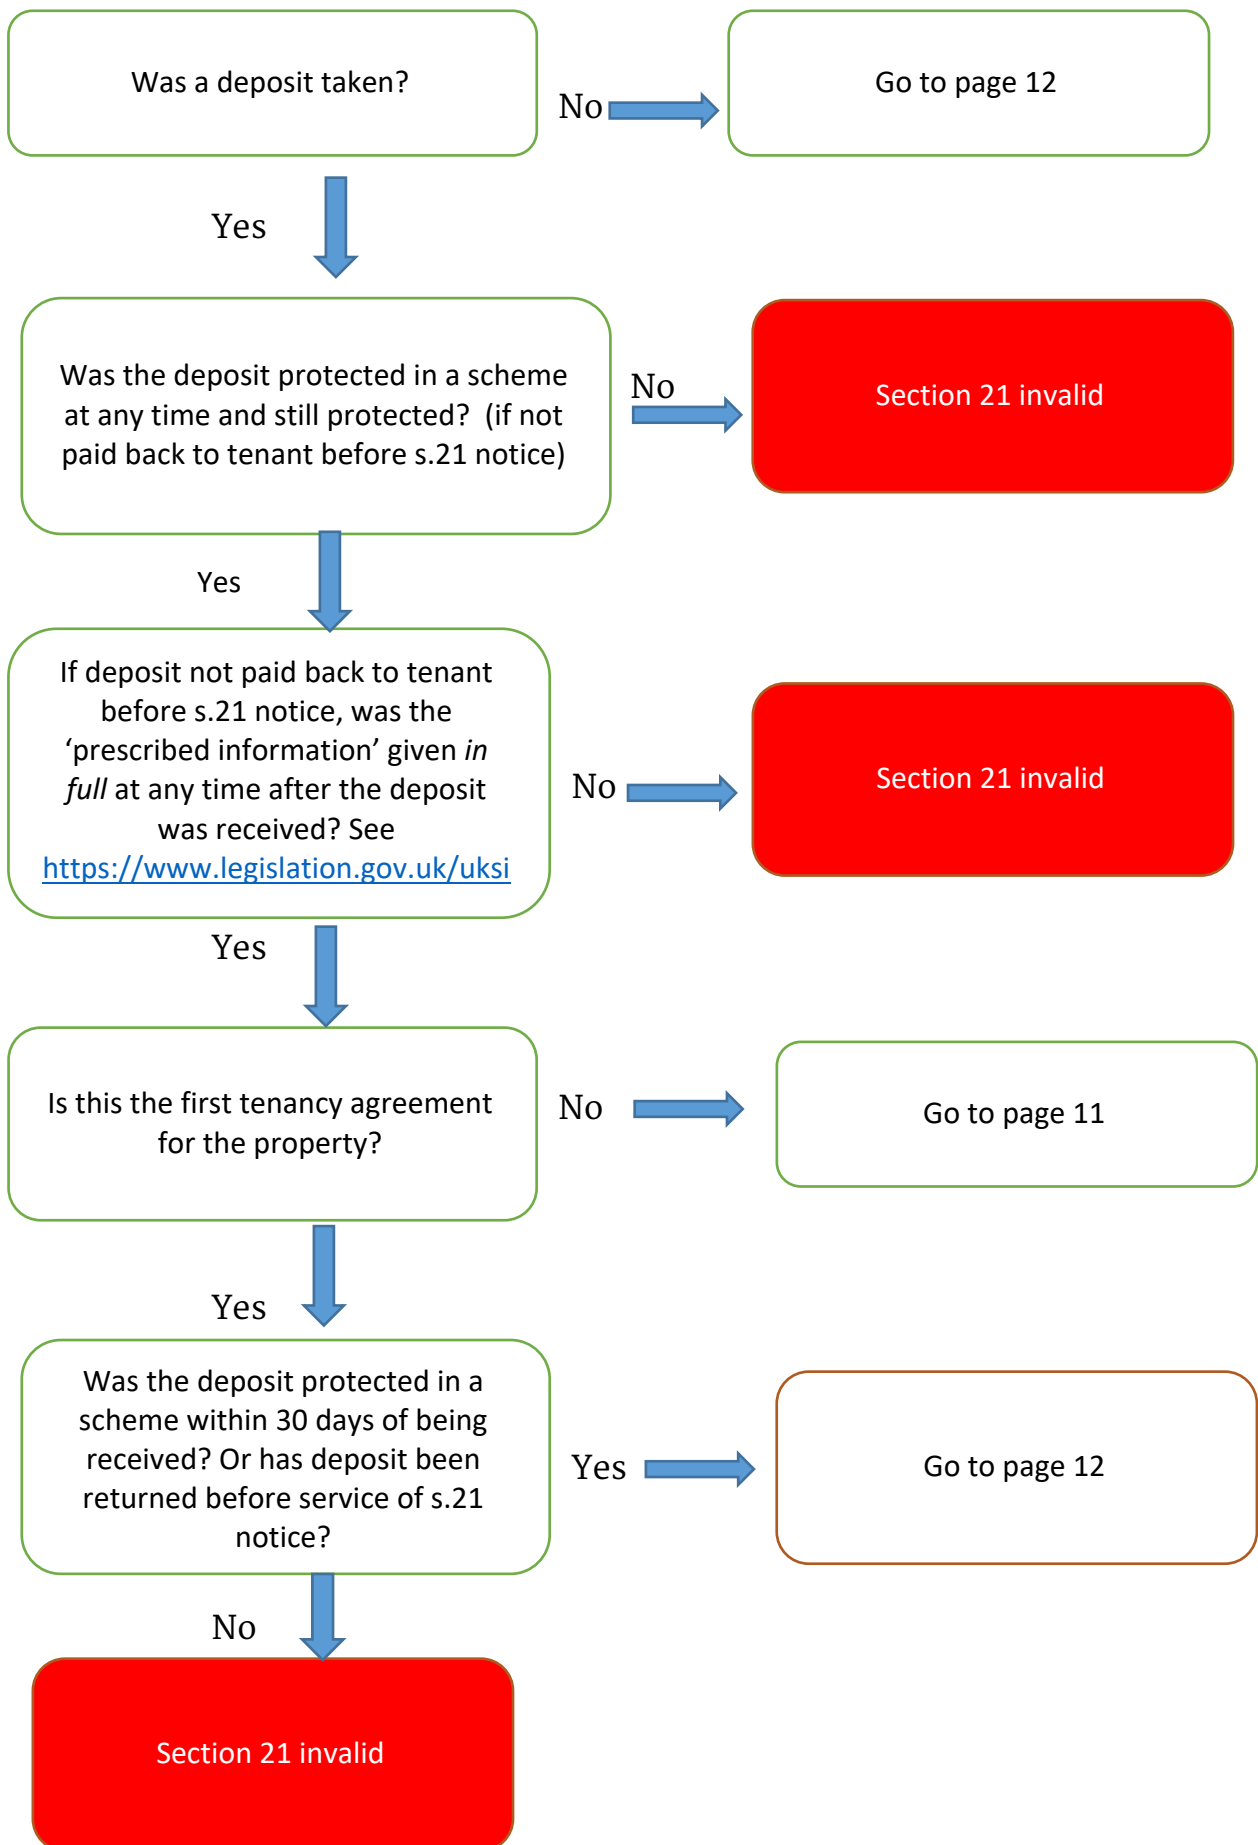 Was a deposit taken?
No
Go to page 12
Yes
Was the deposit protected in a scheme
at any time and still protected?  (if not
paid back to tenant before s.21 notice)
No
Section 21 invalid
Yes
If deposit not paid back to tenant
before s.21 notice, was the
‘prescribed information’ given in
full at any time after the deposit
was received? See
https://www.legislation.gov.uk/uksi
No
Section 21 invalid
Yes
Is this the first tenancy agreement
for the property?
No
Go to page 11
Yes
Was the deposit protected in a
scheme within 30 days of being
received? Or has deposit been
returned before service of s.21
notice?
Yes
Go to page 12
No
Section 21 invalid